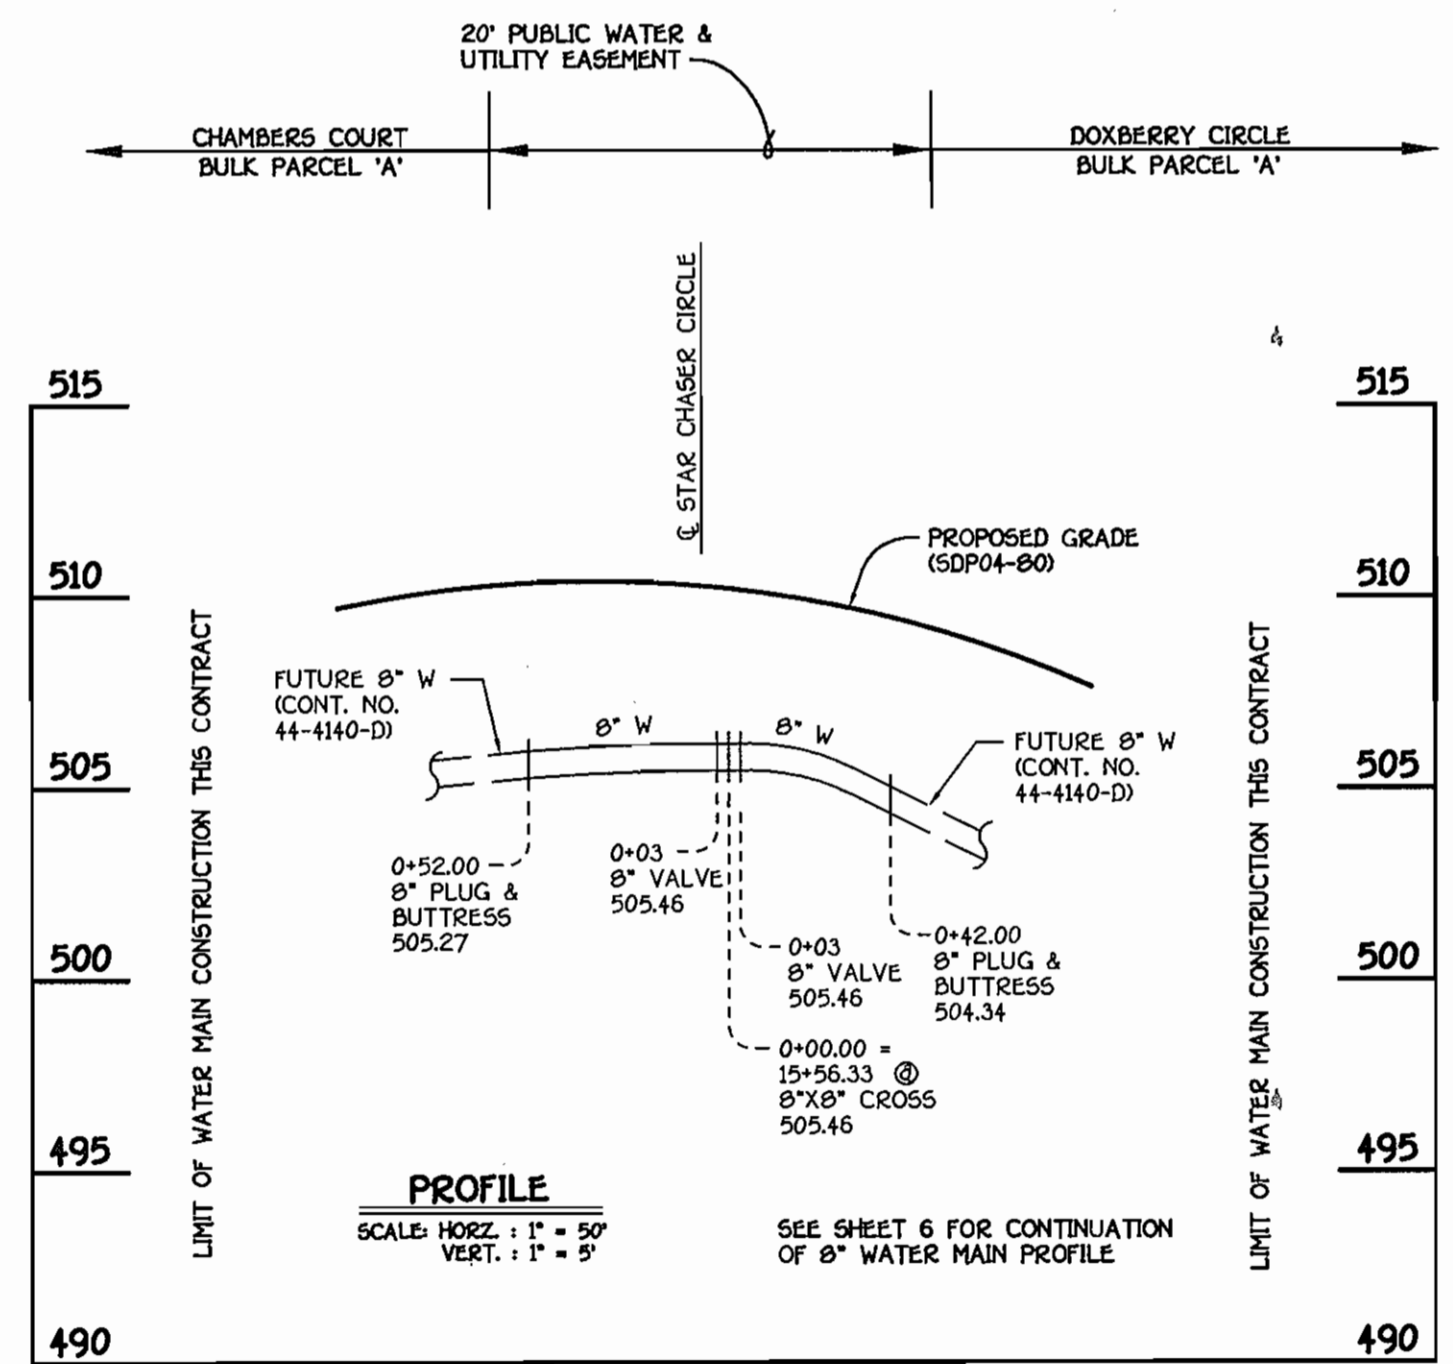 20' PUBLIC WATER &
UTILITY EASEMENT
CHAMBERS COURT
BULK PARCEL 'A'
DOXBERRY CIRCLE
BULK PARCEL 'A'
℄ STAR CHASER CIRCLE
515
515
PROPOSED GRADE
(SDP04-80)
510
510
LIMIT OF WATER MAIN CONSTRUCTION THIS CONTRACT
LIMIT OF WATER MAIN CONSTRUCTION THIS CONTRACT
FUTURE 8" W
(CONT. NO.
44-4140-D)
8" W
8" W
FUTURE 8" W
(CONT. NO.
44-4140-D)
505
505
0+52.00
8" PLUG &
BUTTRESS
505.27
0+03
8" VALVE
505.46
0+03
8" VALVE
505.46
0+42.00
8" PLUG &
BUTTRESS
504.34
500
500
0+00.00 =
15+56.33 ⓐ
8"X8" CROSS
505.46
495
495
PROFILE
SCALE: HORZ. : 1" = 50'
VERT. : 1" = 5'
SEE SHEET 6 FOR CONTINUATION
OF 8" WATER MAIN PROFILE
490
490